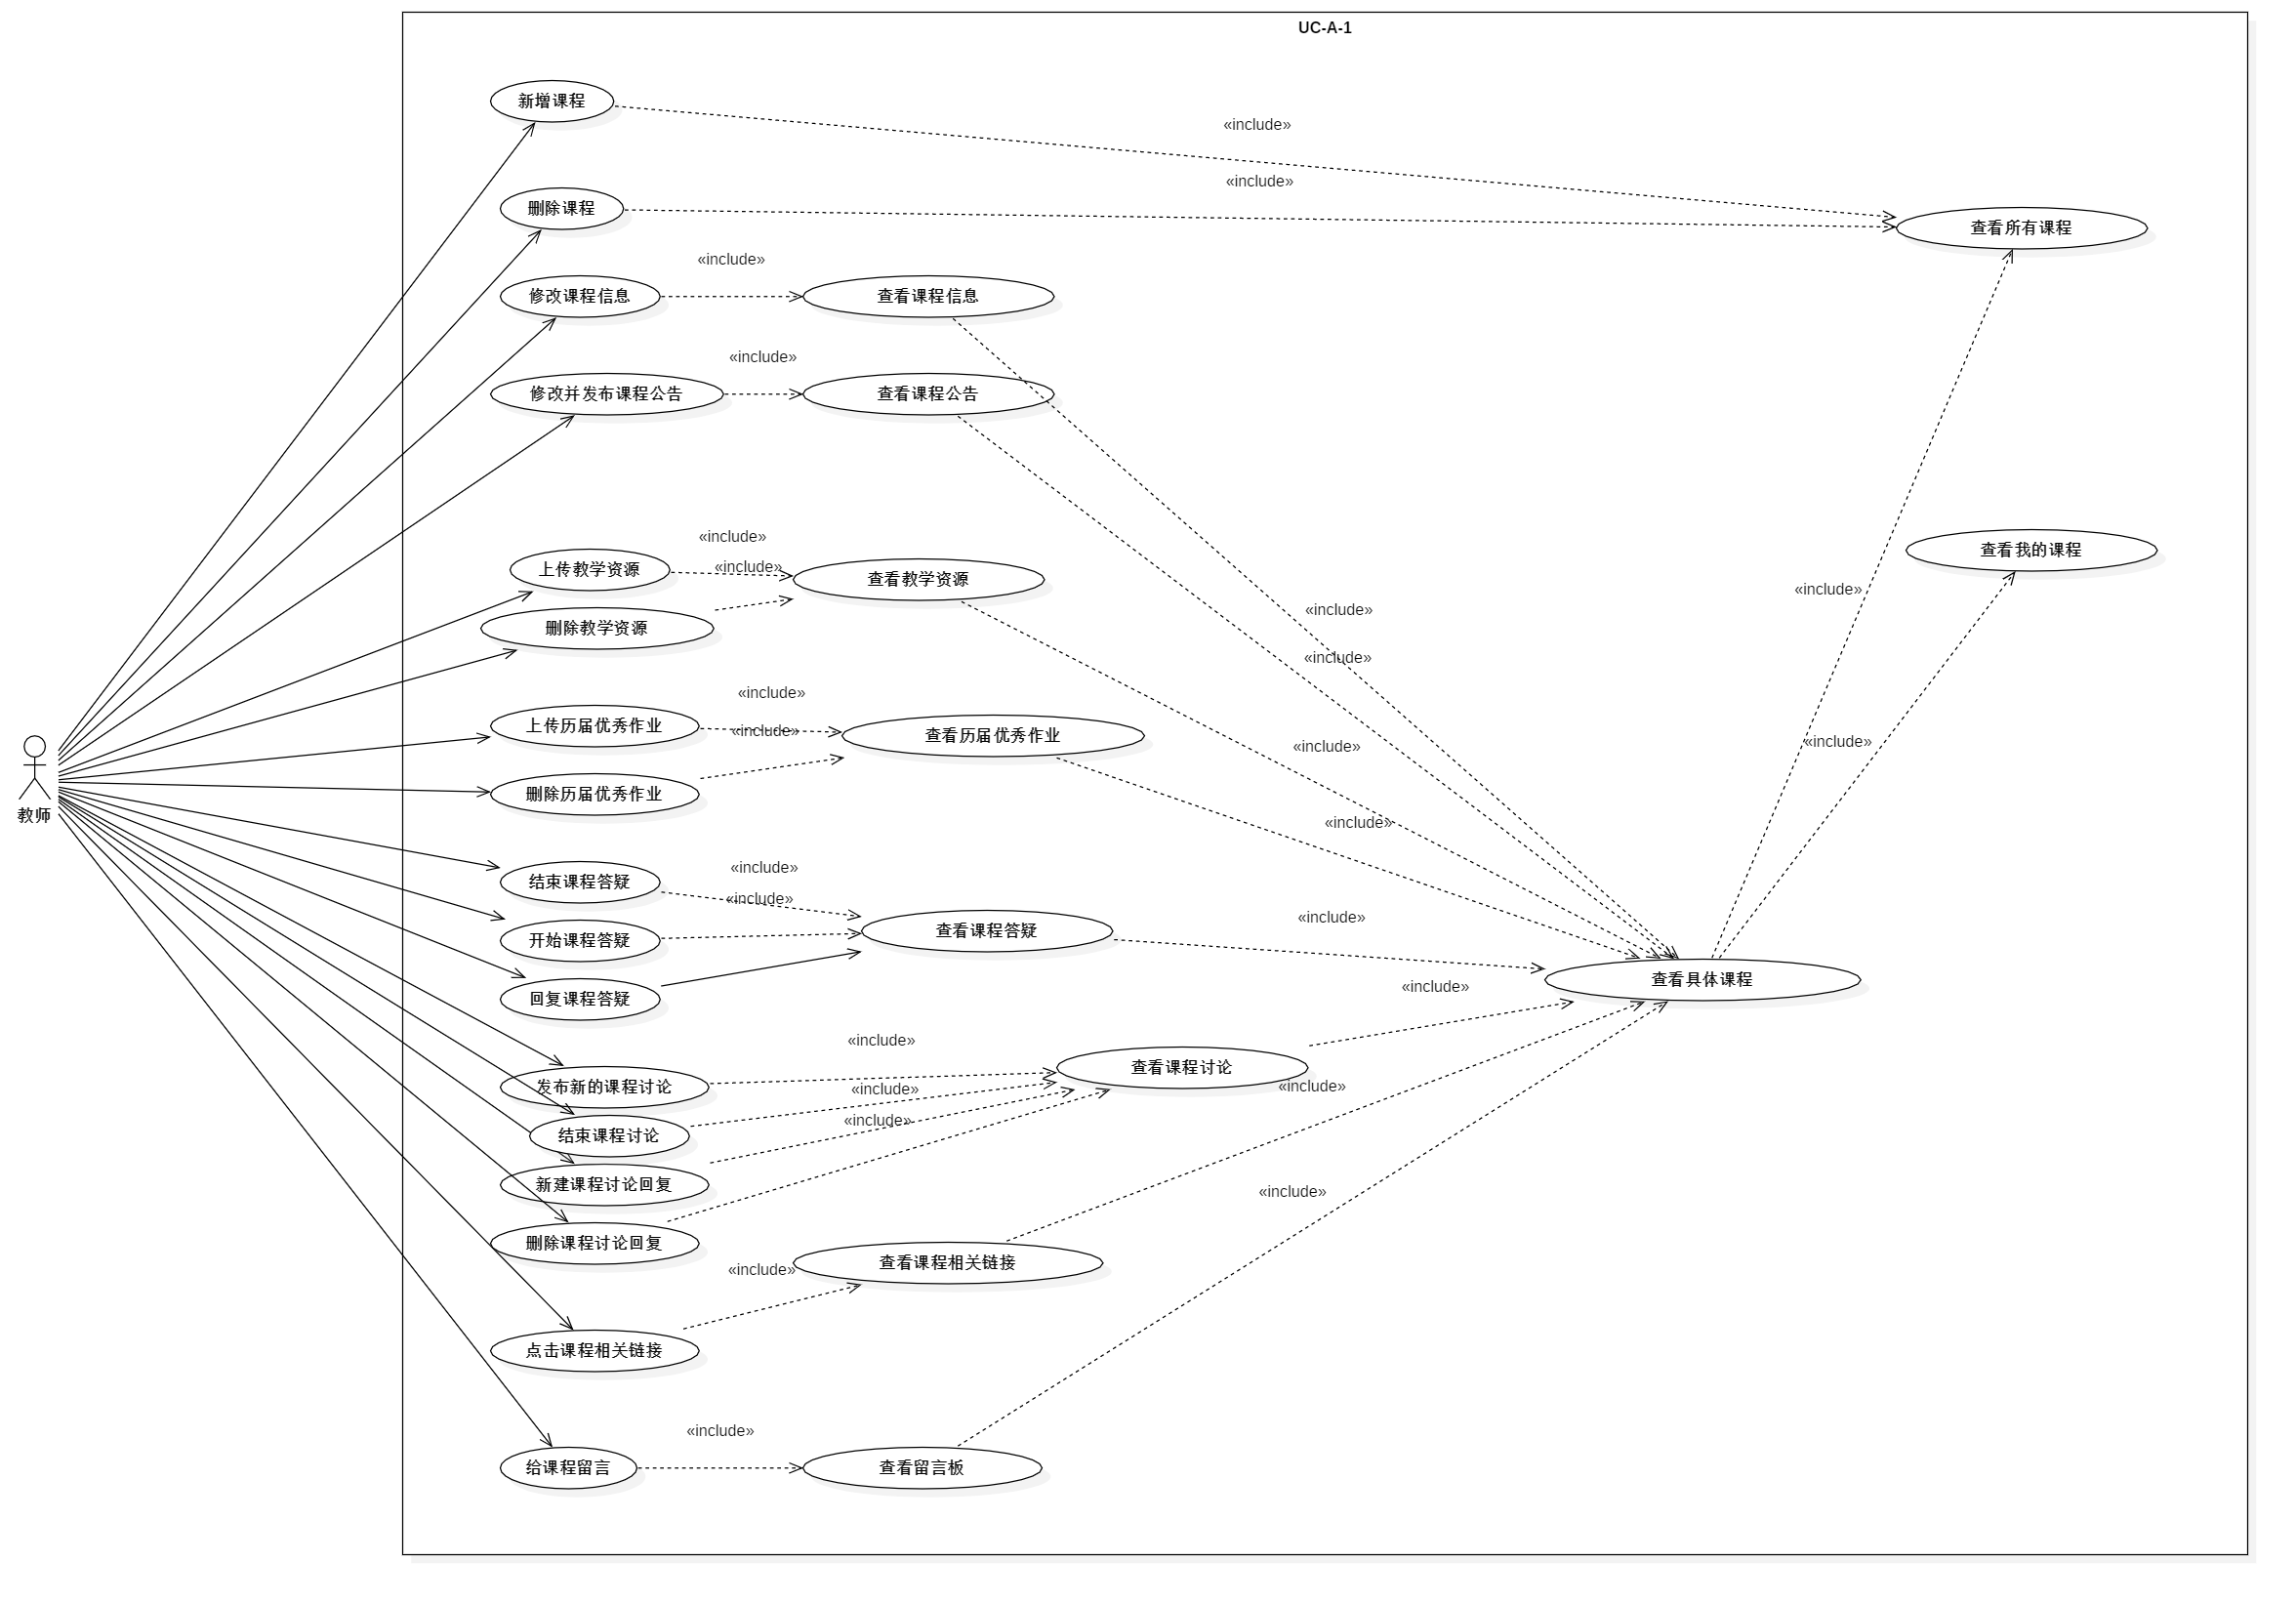 UC-A-1
新增课程
«include»
«include»
删除课程
查看所有课程
«include»
修改课程信息
查看课程信息
«include»
修改并发布课程公告
查看课程公告
«include»
查看我的课程
上传教学资源
«include»
查看教学资源
«include»
«include»
删除教学资源
«include»
«include»
上传历届优秀作业
«include»
查看历届优秀作业
«include»
«include»
删除历届优秀作业
教师
«include»
«include»
结束课程答疑
«include»
查看课程答疑
«include»
开始课程答疑
查看具体课程
«include»
回复课程答疑
«include»
查看课程讨论
发布新的课程讨论
«include»
«include»
«include»
结束课程讨论
新建课程讨论回复
«include»
删除课程讨论回复
查看课程相关链接
«include»
点击课程相关链接
«include»
给课程留言
查看留言板